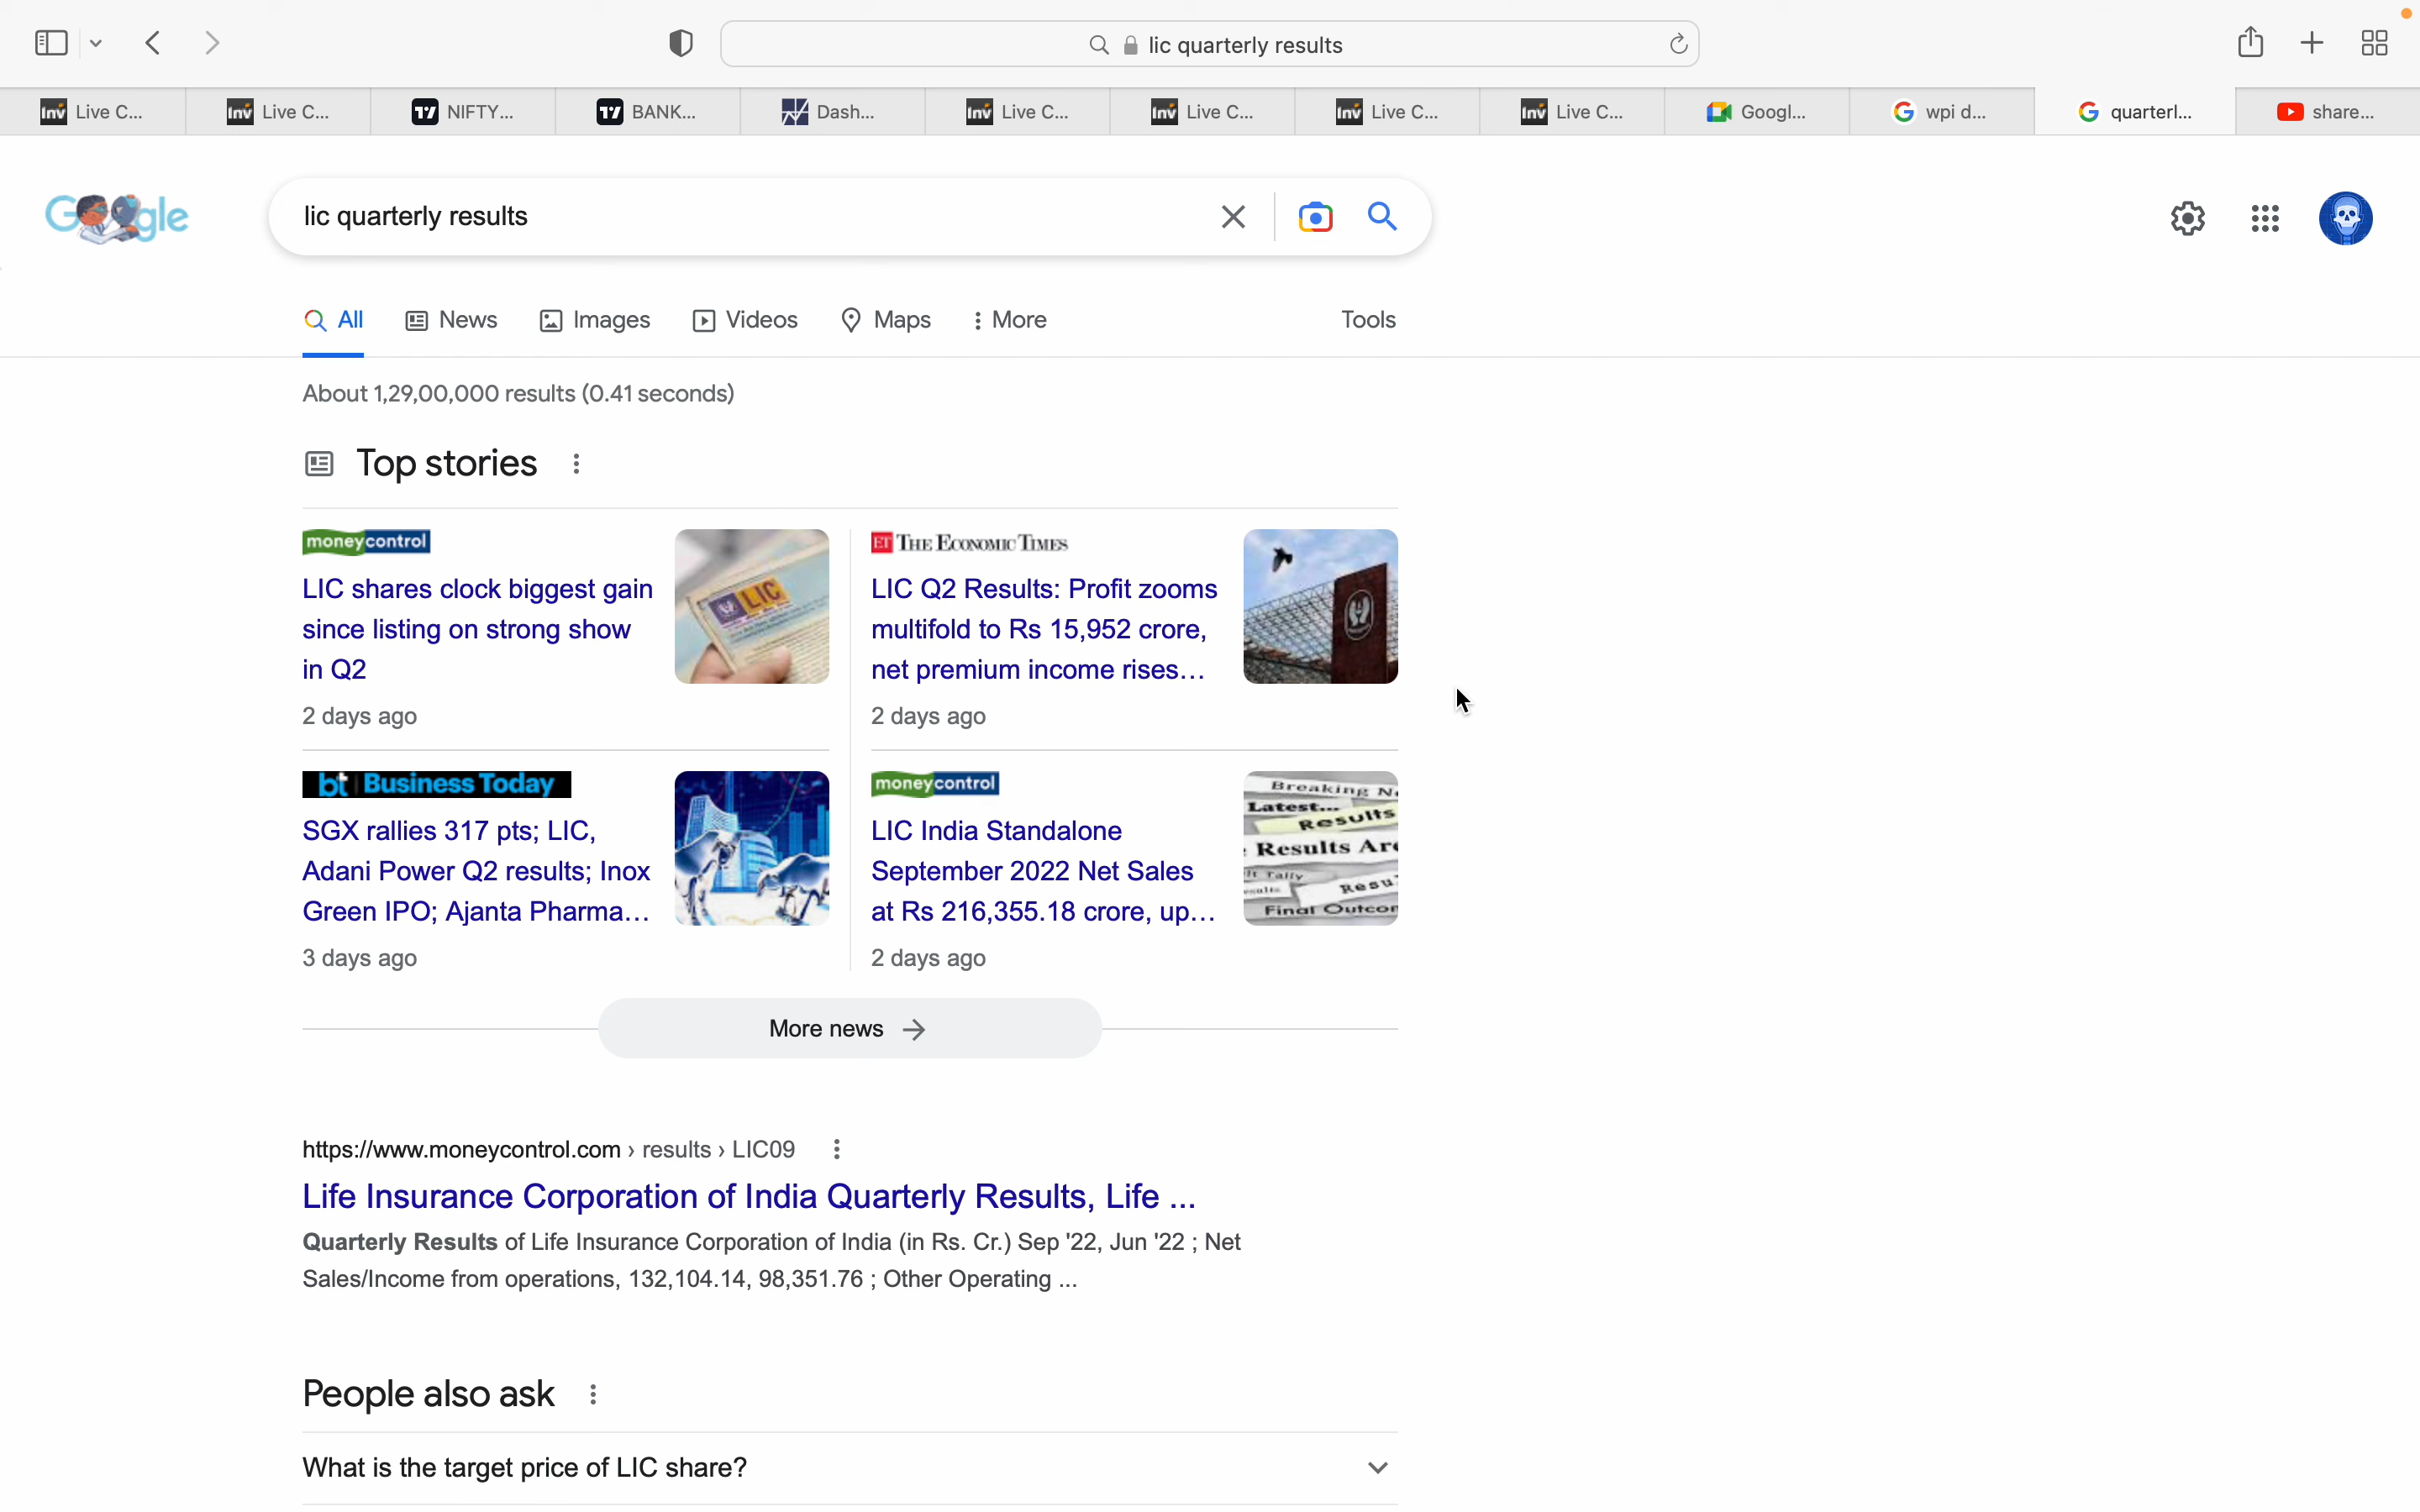 lic quarterly results
Live C...
Live C...
NIFTY...
BANK...
Dash...
Live C...
Live C...
Live C...
Live C...
Googl...
wpi d...
quarterl...
share...
Google
lic quarterly results
All
News
Images
Videos
Maps
More
Tools
About 1,29,00,000 results (0.41 seconds)
Top stories
moneycontrol
LIC shares clock biggest gain
since listing on strong show
in Q2
2 days ago
LIC
ET THE ECONOMIC TIMES
LIC Q2 Results: Profit zooms
multifold to Rs 15,952 crore,
net premium income rises...
2 days ago
bt Business Today
SGX rallies 317 pts; LIC,
Adani Power Q2 results; Inox
Green IPO; Ajanta Pharma...
3 days ago
moneycontrol
LIC India Standalone
September 2022 Net Sales
at Rs 216,355.18 crore, up...
2 days ago
Breaking
Latest...
Results
Results
Final
More news
https://www.moneycontrol.com › results › LIC09
Life Insurance Corporation of India Quarterly Results, Life ...
Quarterly Results of Life Insurance Corporation of India (in Rs. Cr.) Sep '22, Jun '22 ; Net
Sales/Income from operations, 132,104.14, 98,351.76 ; Other Operating ...
People also ask
What is the target price of LIC share?